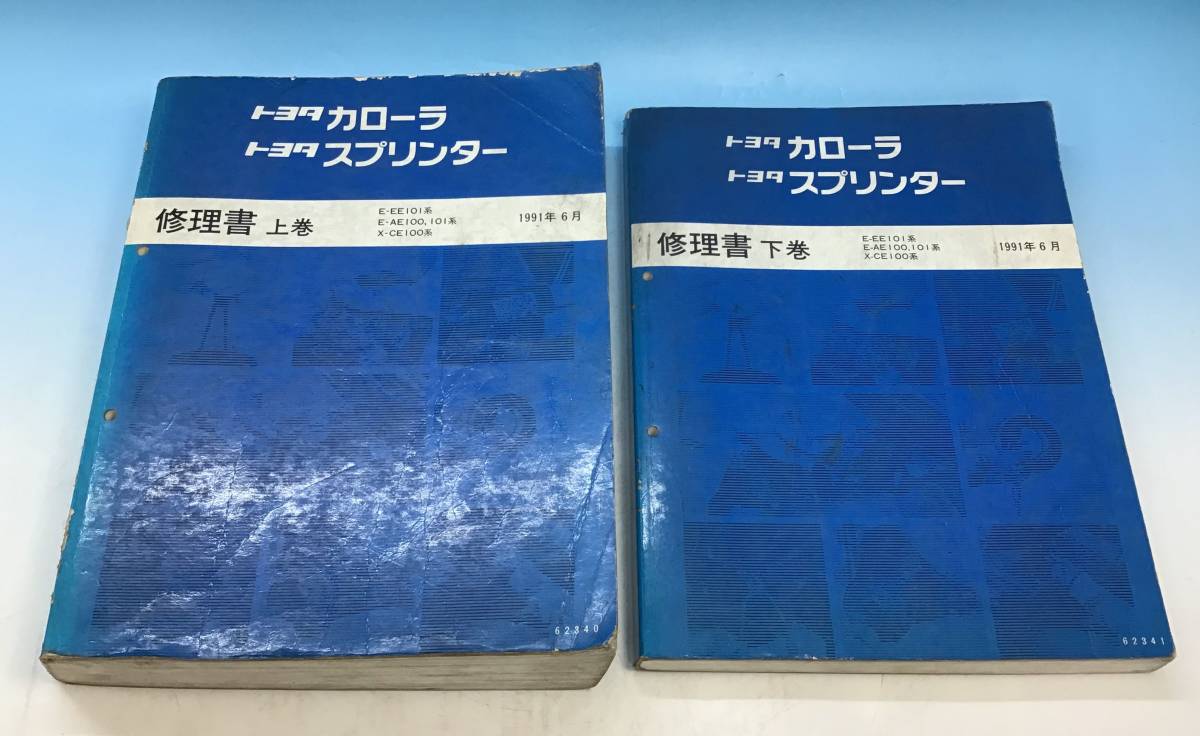 トヨタ カローラ
トヨタ スプリンター
修理書 上巻
E-EE101系
E-AE100,101系
X-CE100系
1991年6月
62340
トヨタ カローラ
トヨタ スプリンター
修理書 下巻
E-EE101系
E-AE100,101系
X-CE100系
1991年6月
62341